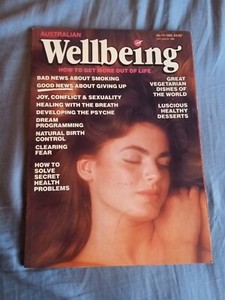 AUSTRALIAN
Wellbeing
HOW TO GET MORE OUT OF LIFE
BAD NEWS ABOUT SMOKING
GOOD NEWS ABOUT GIVING UP
JOY, CONFLICT & SEXUALITY
HEALING WITH THE BREATH
DEVELOPING THE PSYCHE
DREAM
PROGRAMMING
NATURAL BIRTH
CONTROL
CLEARING
FEAR
HOW TO
SOLVE
SECRET
HEALTH
PROBLEMS
GREAT
VEGETARIAN
DISHES OF
THE WORLD
LUSCIOUS
HEALTHY
DESSERTS